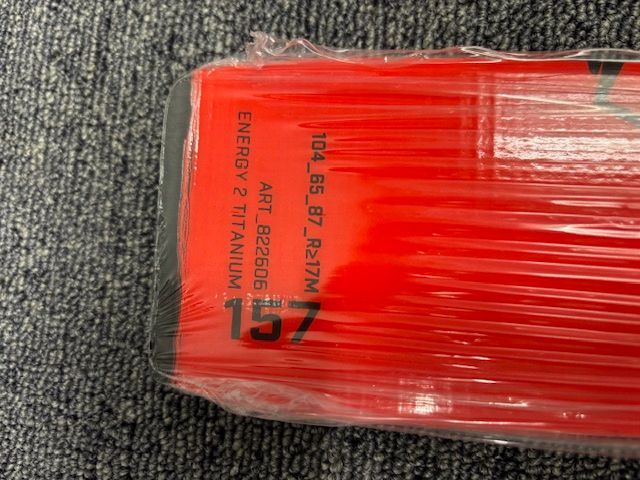 104_65_87_R≥17M
ART_822606
ENERGY 2 TITANIUM
157